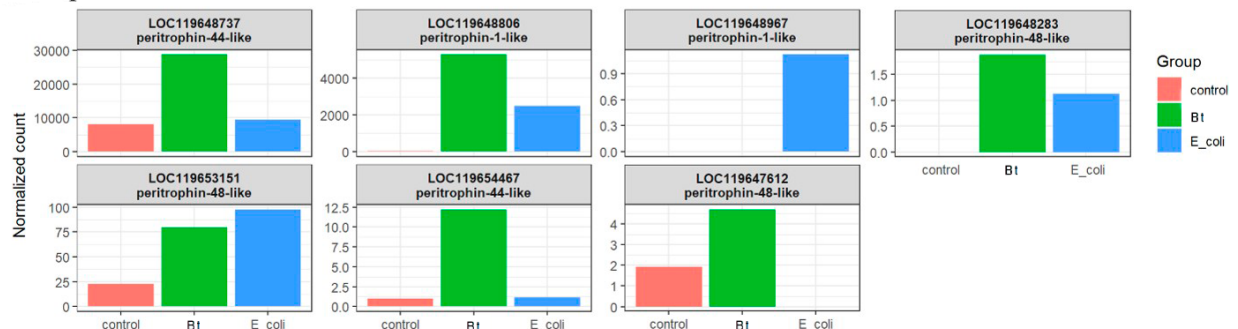 LOC119648737
peritrophin-44-like
LOC119648806
peritrophin-1-like
LOC119648967
peritrophin-1-like
LOC119648283
peritrophin-48-like
30000
20000
10000
0
4000
2000
0
0.9
0.6
0.3
0.0
1.5
1.0
0.5
0.0
control
Bt
E_coli
Group
control
Bt
E_coli
Normalized count
LOC119653151
peritrophin-48-like
LOC119654467
peritrophin-44-like
LOC119647612
peritrophin-48-like
100
75
50
25
0
12.5
10.0
7.5
5.0
2.5
0.0
4
3
2
1
0
control
Bt
E_coli
control
Bt
E_coli
control
Bt
E_coli